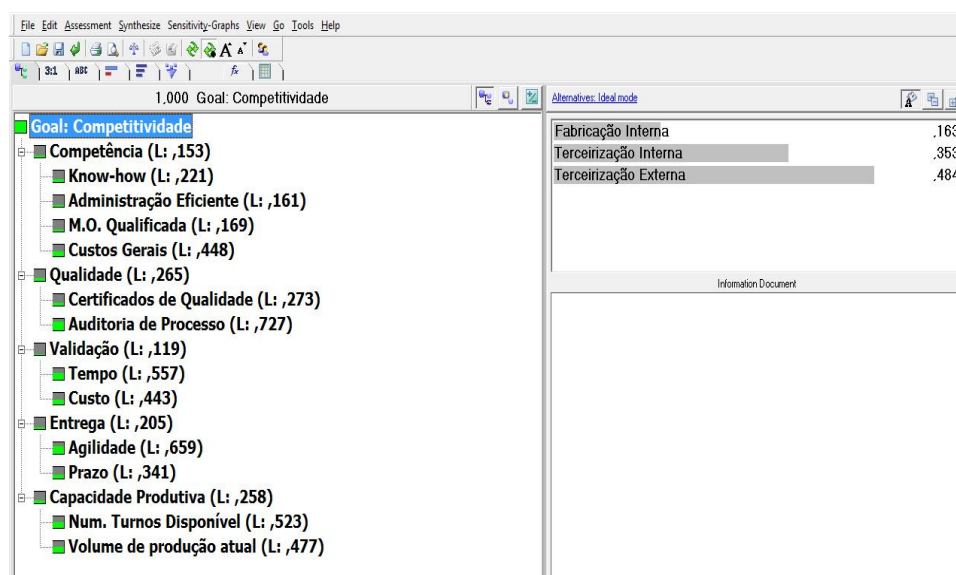 File Edit Assessment Synthesize Sensitivity-Graphs View Go Tools Help
3:1 ABC fx
1,000 Goal: Competitividade
Alternatives: Ideal mode
Goal: Competitividade
Competência (L: ,153)
Know-how (L: ,221)
Administração Eficiente (L: ,161)
M.O. Qualificada (L: ,169)
Custos Gerais (L: ,448)
Qualidade (L: ,265)
Certificados de Qualidade (L: ,273)
Auditoria de Processo (L: ,727)
Validação (L: ,119)
Tempo (L: ,557)
Custo (L: ,443)
Entrega (L: ,205)
Agilidade (L: ,659)
Prazo (L: ,341)
Capacidade Produtiva (L: ,258)
Num. Turnos Disponível (L: ,523)
Volume de produção atual (L: ,477)
Fabricação Interna ,163
Terceirização Interna ,353
Terceirização Externa ,484
Information Document